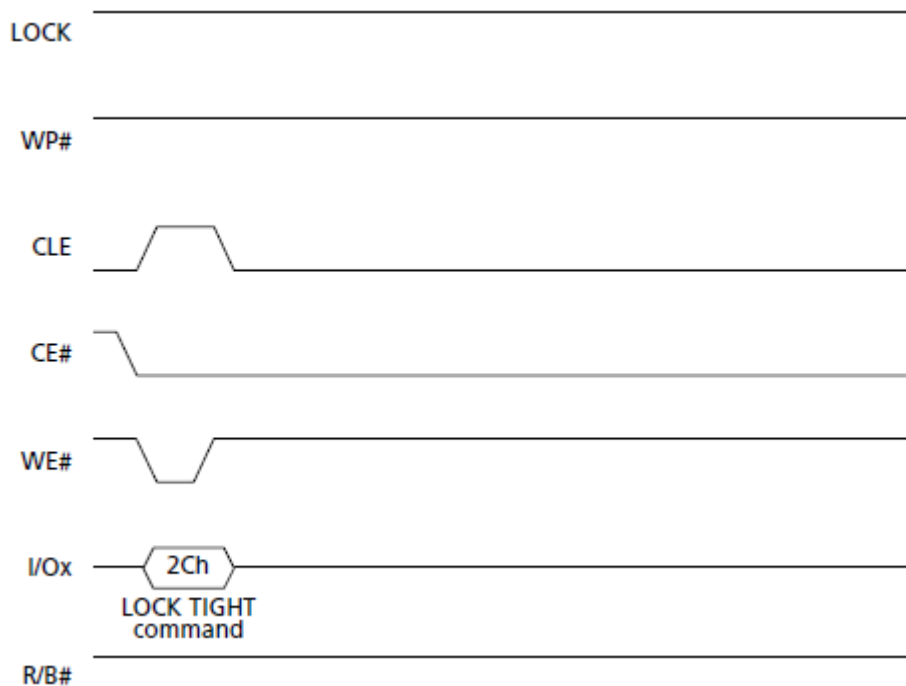 LOCK
WP#
CLE
CE#
WE#
I/Ox
2Ch
LOCK TIGHT
command
R/B#